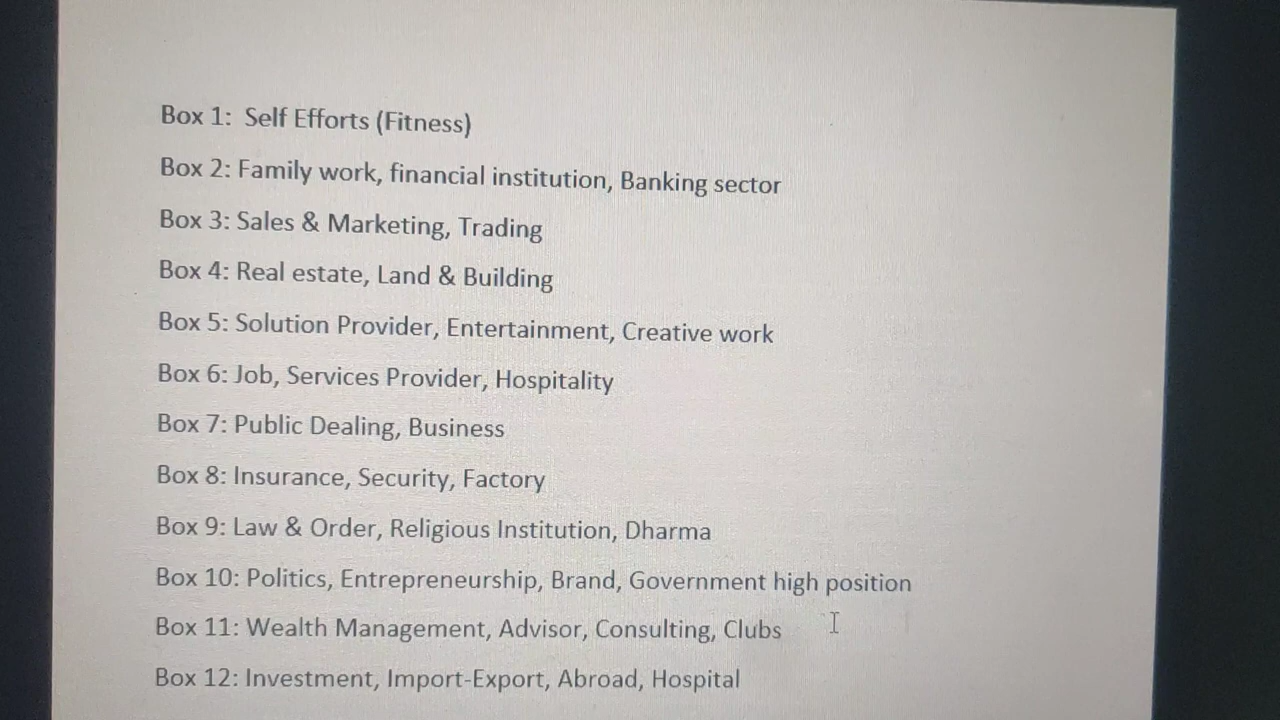 Box 1:  Self Efforts (Fitness)
Box 2: Family work, financial institution, Banking sector
Box 3: Sales & Marketing, Trading
Box 4: Real estate, Land & Building
Box 5: Solution Provider, Entertainment, Creative work
Box 6: Job, Services Provider, Hospitality
Box 7: Public Dealing, Business
Box 8: Insurance, Security, Factory
Box 9: Law & Order, Religious Institution, Dharma
Box 10: Politics, Entrepreneurship, Brand, Government high position
Box 11: Wealth Management, Advisor, Consulting, Clubs
Box 12: Investment, Import-Export, Abroad, Hospital